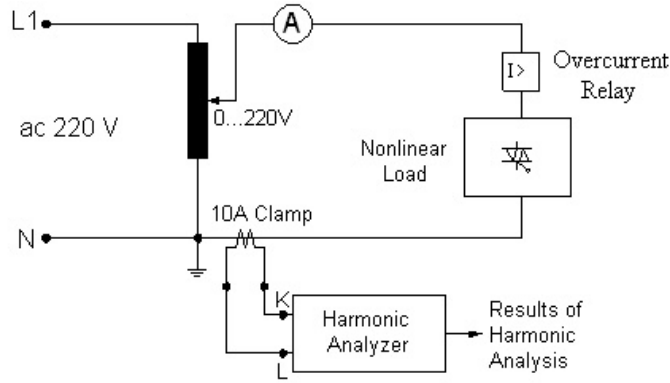 L1
A
I>
Overcurrent
Relay
ac 220 V
0...220V
Nonlinear
Load
10A Clamp
N
K
Harmonic
Analyzer
L
Results of
Harmonic
Analysis